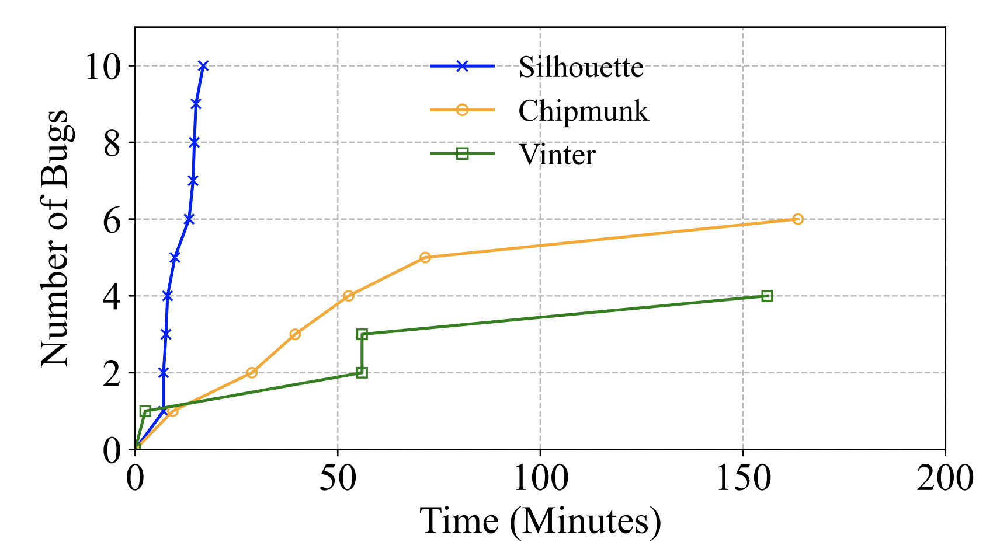 Number of Bugs
10
8
6
4
2
0
Silhouette
Chipmunk
Vinter
0 50 100 150 200
Time (Minutes)